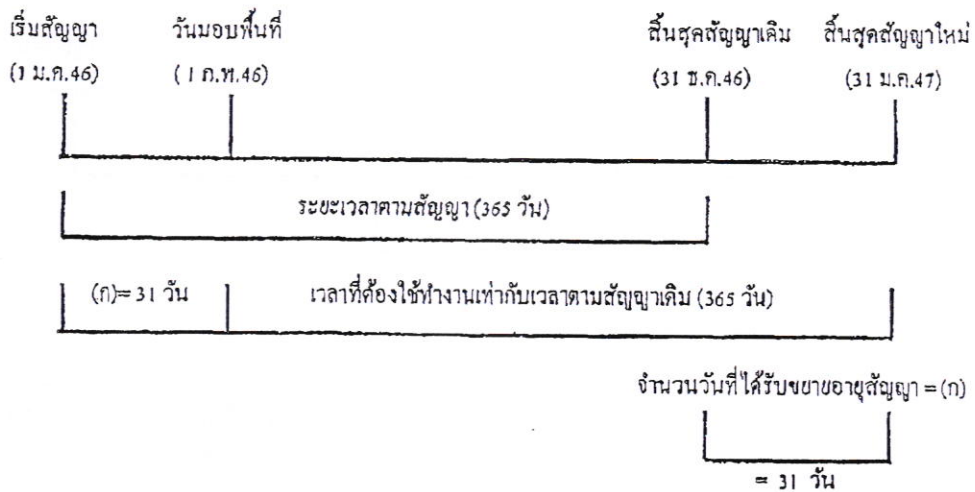 เริ่มสัญญา วันมอบพื้นที่ สิ้นสุดสัญญาเดิม สิ้นสุดสัญญาใหม่
(1 ม.ค.46) (1 ก.พ.46) (31 ธ.ค.46) (31 ม.ค.47)
ระยะเวลาตามสัญญา (365 วัน)
(ก)= 31 วัน เวลาที่ต้องใช้ทำงานเท่ากับเวลาตามสัญญาเดิม (365 วัน)
จำนวนวันที่ได้รับขยายอายุสัญญา = (ก)
= 31 วัน